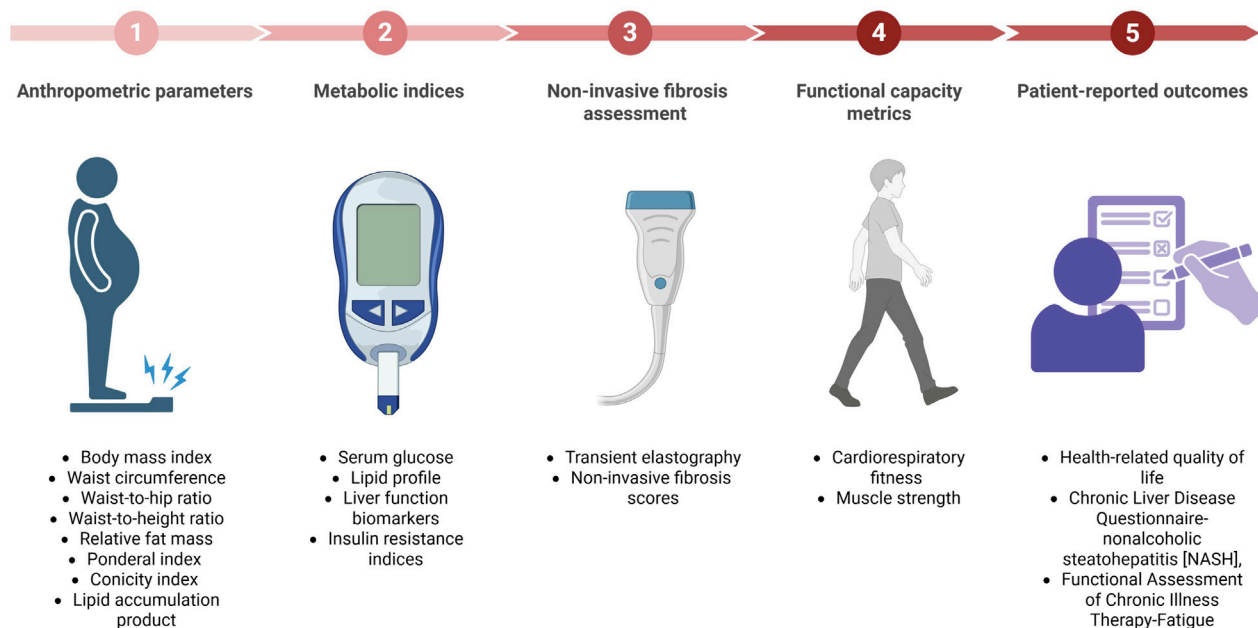 1
Anthropometric parameters
• Body mass index
• Waist circumference
• Waist-to-hip ratio
• Waist-to-height ratio
• Relative fat mass
• Ponderal index
• Conicity index
• Lipid accumulation
product
2
Metabolic indices
• Serum glucose
• Lipid profile
• Liver function
biomarkers
• Insulin resistance
indices
3
Non-invasive fibrosis
assessment
• Transient elastography
• Non-invasive fibrosis
scores
4
Functional capacity
metrics
• Cardiorespiratory
fitness
• Muscle strength
5
Patient-reported outcomes
• Health-related quality of
life
• Chronic Liver Disease
Questionnaire-
nonalcoholic
steatohepatitis [NASH],
• Functional Assessment
of Chronic Illness
Therapy-Fatigue